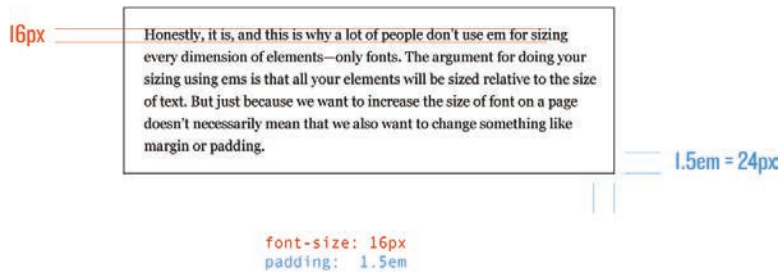 16px
Honestly, it is, and this is why a lot of people don't use em for sizing
every dimension of elements—only fonts. The argument for doing your
sizing using ems is that all your elements will be sized relative to the size
of text. But just because we want to increase the size of font on a page
doesn't necessarily mean that we also want to change something like
margin or padding.
1.5em = 24px
font-size: 16px
padding: 1.5em